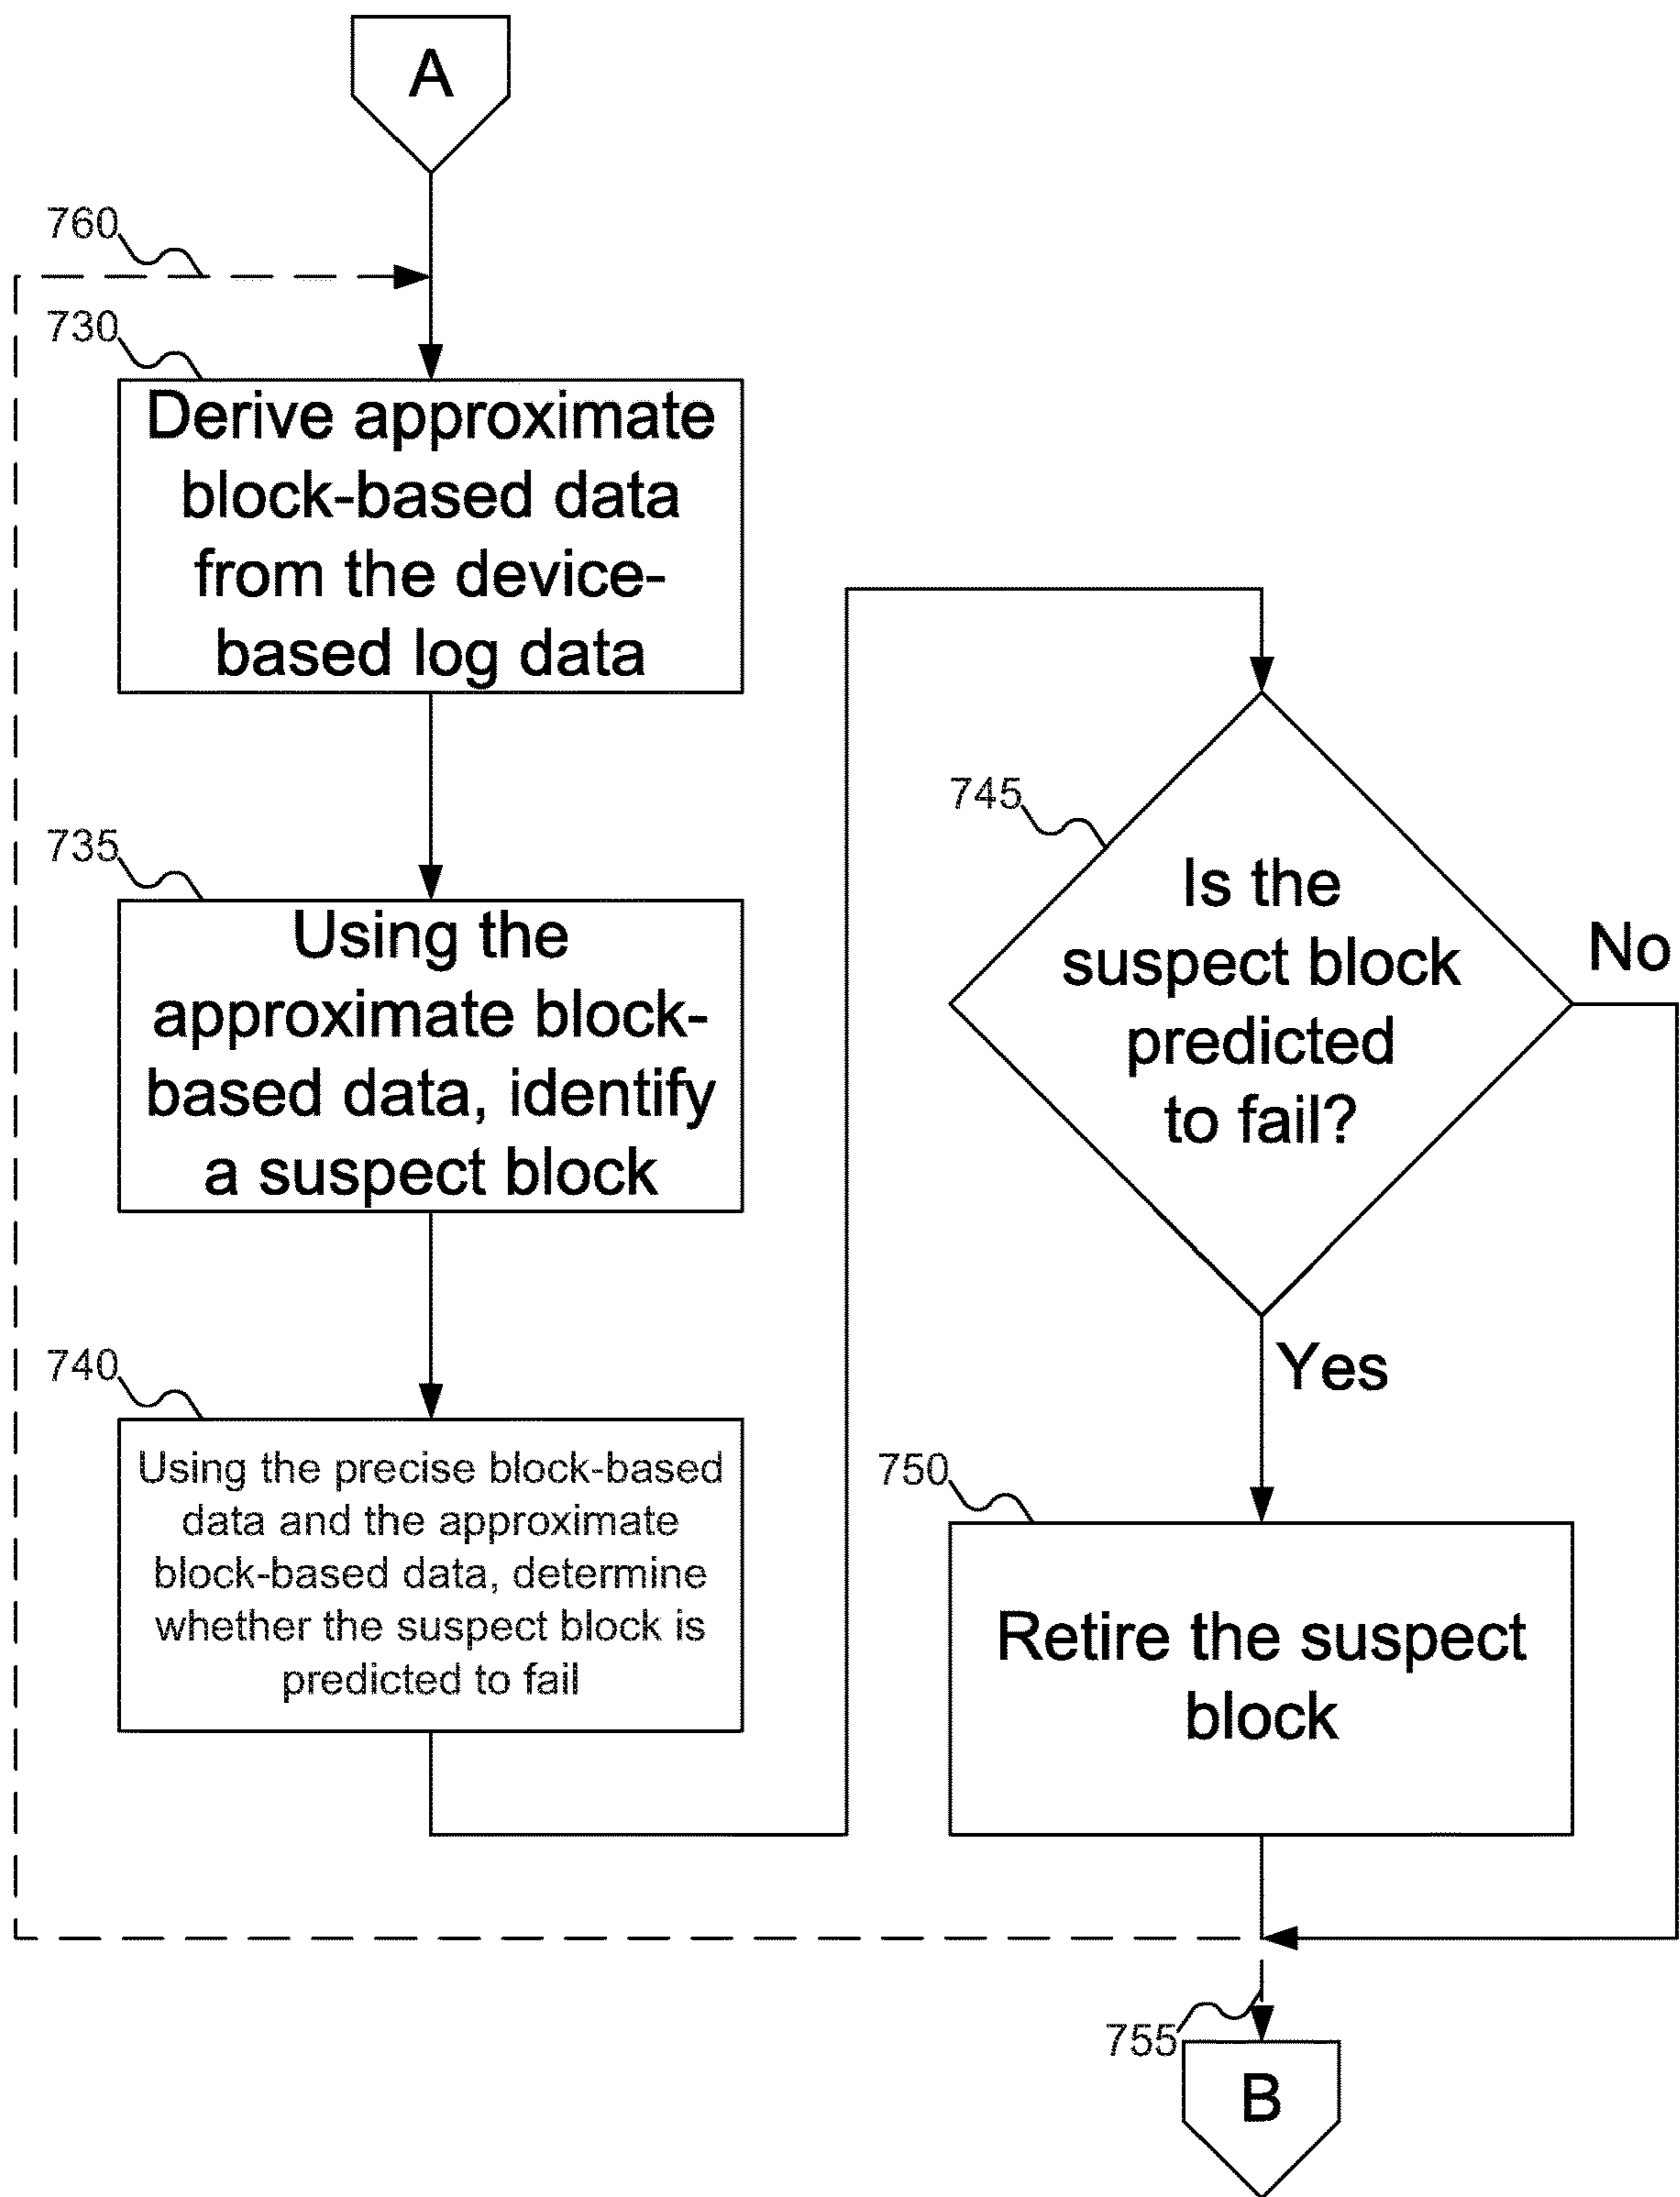 A
760
730
Derive approximate
block-based data
from the device-
based log data
735
Using the
approximate block-
based data, identify
a suspect block
740
Using the precise block-based
data and the approximate
block-based data, determine
whether the suspect block is
predicted to fail
745
Is the
suspect block
predicted
to fail?
No
Yes
750
Retire the suspect
block
755
B